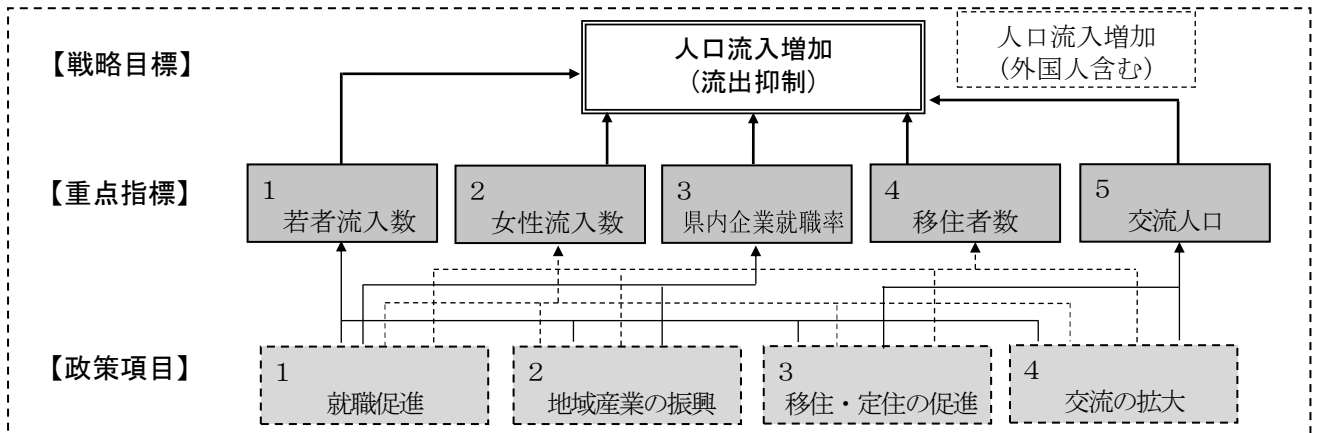 【戦略目標】
人口流入増加
(流出抑制)
人口流入増加
(外国人含む)
【重点指標】
1
若者流入数
2
女性流入数
3
県内企業就職率
4
移住者数
5
交流人口
【政策項目】
1
就職促進
2
地域産業の振興
3
移住・定住の促進
4
交流の拡大